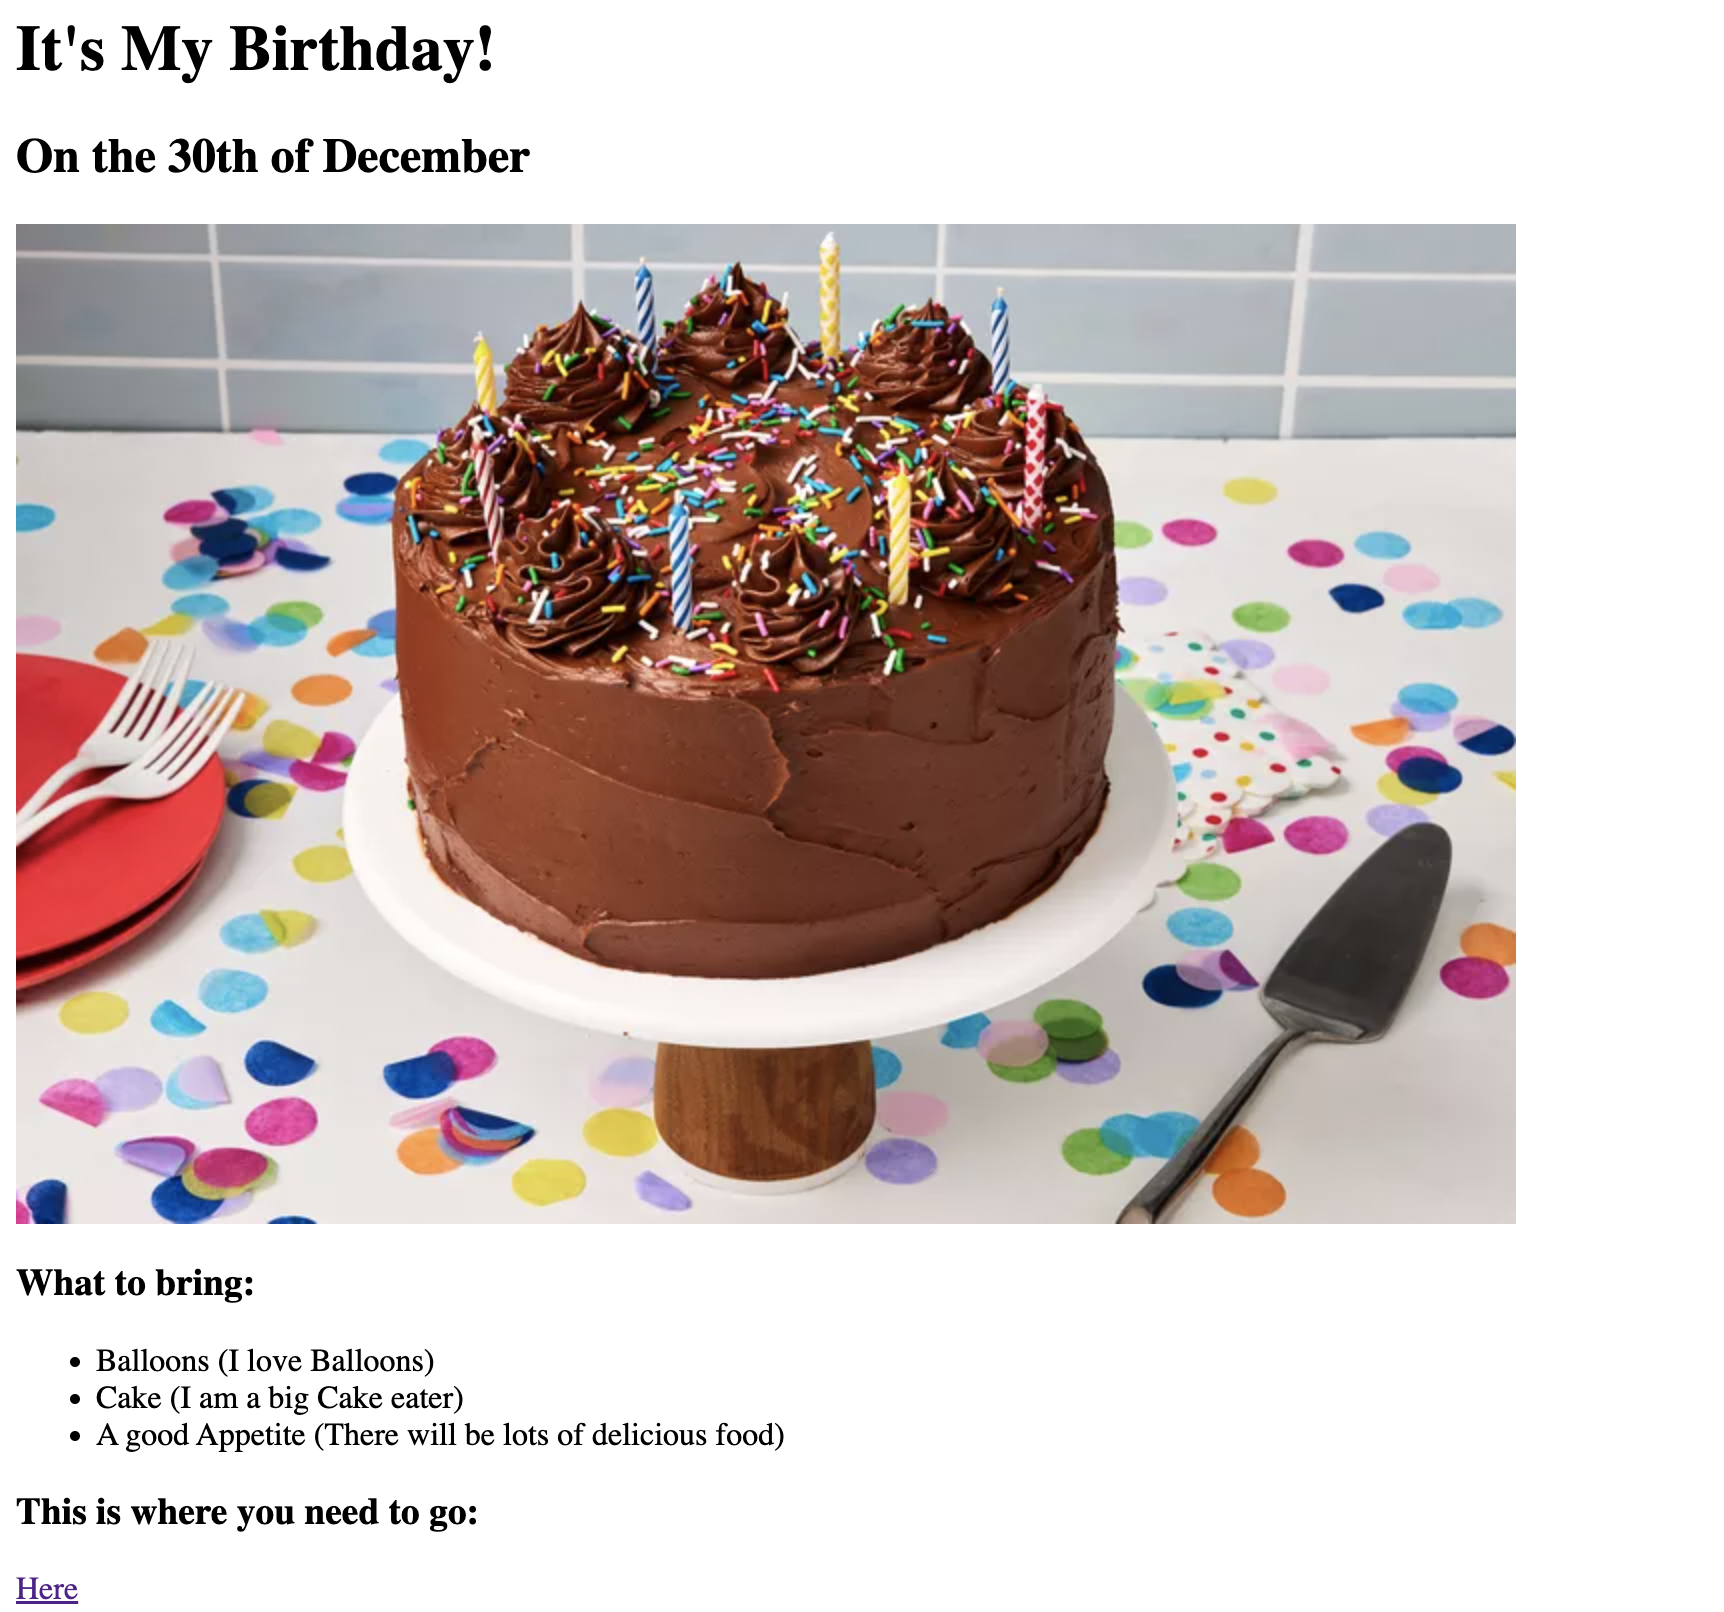 It's My Birthday!
On the 30th of December
What to bring:
Balloons (I love Balloons)
Cake (I am a big Cake eater)
A good Appetite (There will be lots of delicious food)
This is where you need to go:
Here